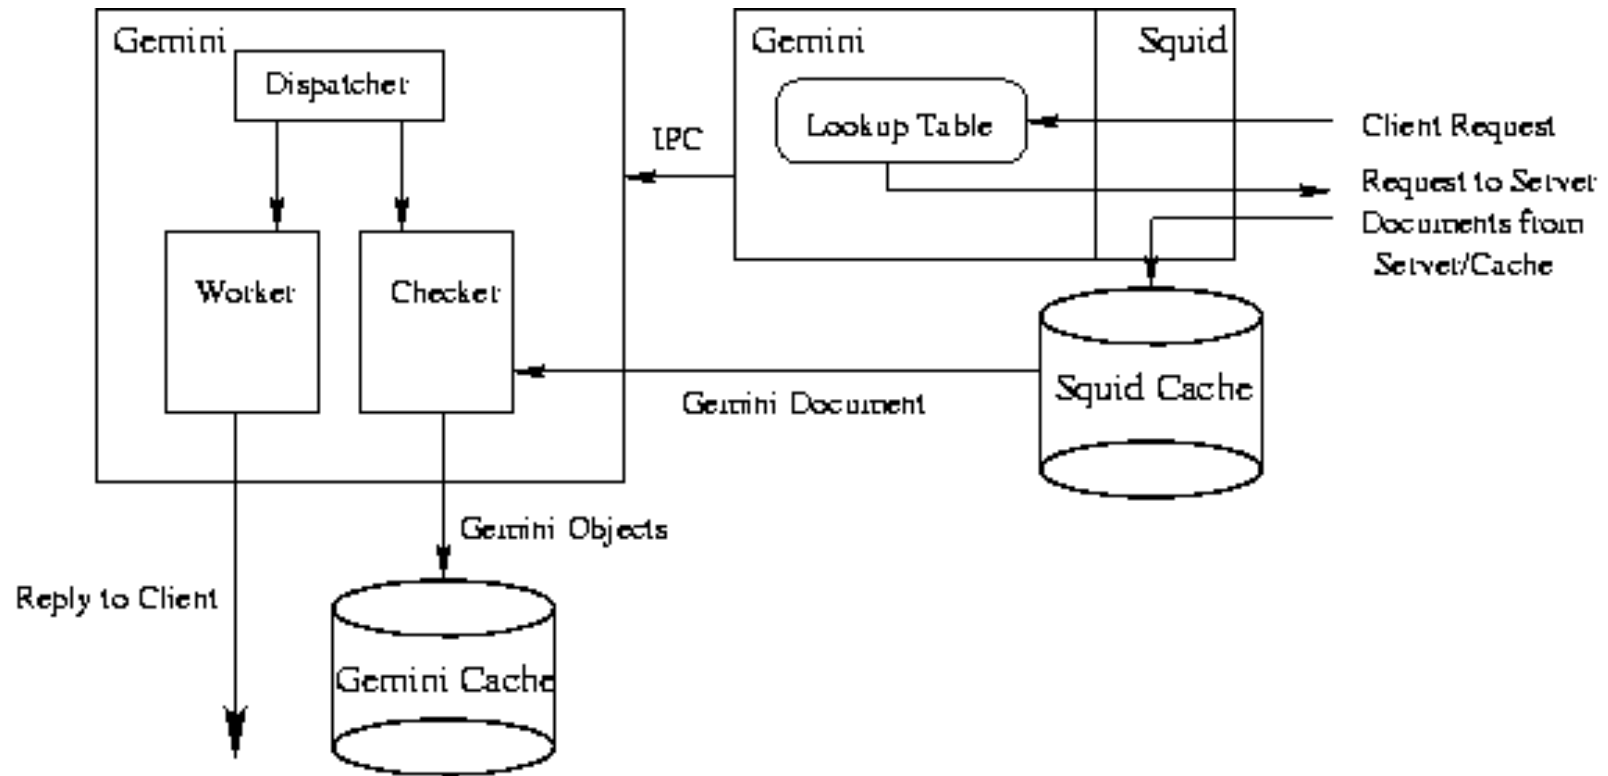 Gemini
Dispatcher
Worker
Checker
IPC
Gemini
Squid
Lookup Table
Client Request
Request to Server
Documents from
Server/Cache
Squid Cache
Gemini Document
Gemini Objects
Reply to Client
Gemini Cache